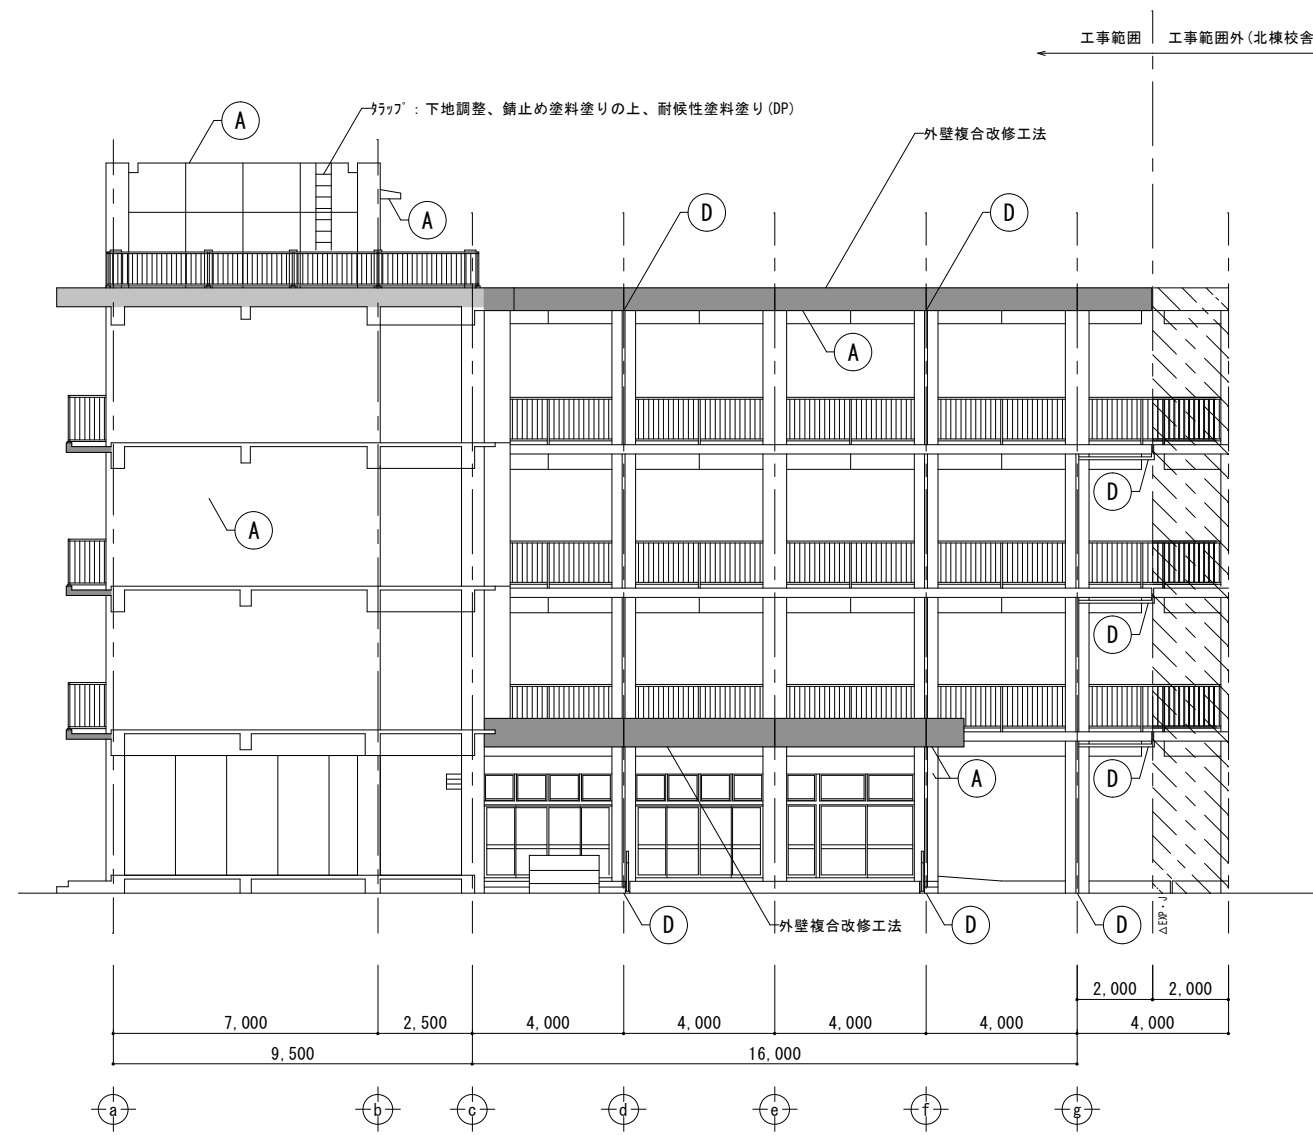 工事範囲
工事範囲外(北棟校舎
A
ﾀﾗｯﾌﾟ：下地調整、錆止め塗料塗りの上、耐候性塗料塗り(DP)
外壁複合改修工法
A
D
D
A
D
A
D
A
D
D
外壁複合改修工法
D
D
△EXP・J
2,000
2,000
7,000
2,500
4,000
4,000
4,000
4,000
4,000
9,500
16,000
a
b
c
d
e
f
g